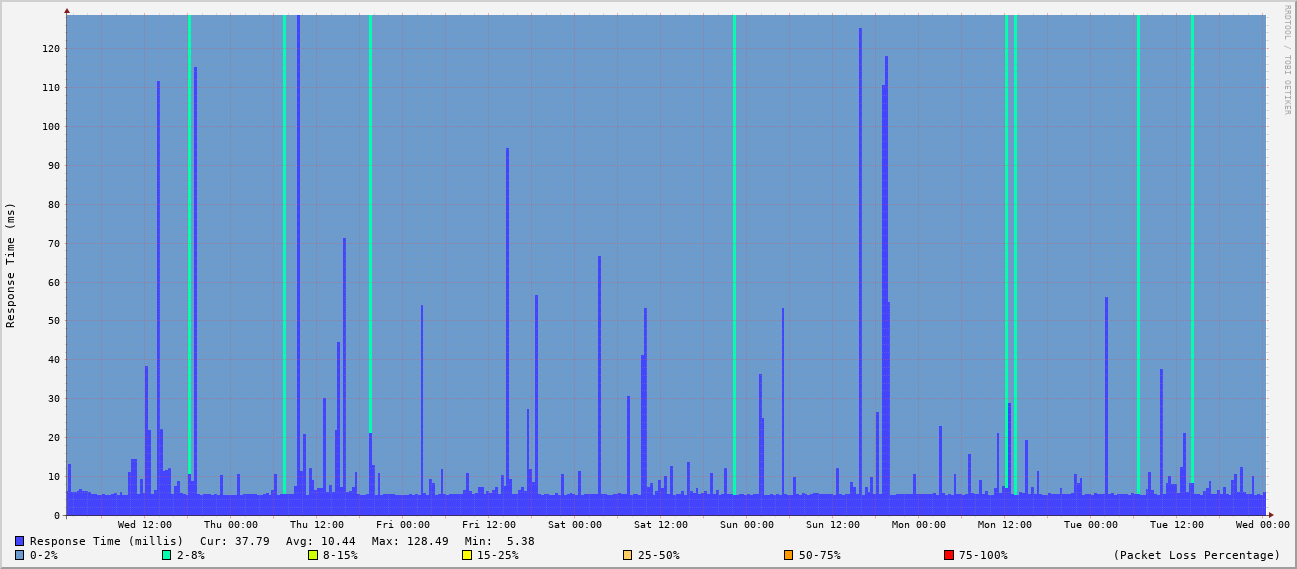 RRDTOOL / TOBI OETIKER
Response Time (ms)
120
110
100
90
80
70
60
50
40
30
20
10
0
Wed 12:00 Thu 00:00 Thu 12:00 Fri 00:00 Fri 12:00 Sat 00:00 Sat 12:00 Sun 00:00 Sun 12:00 Mon 00:00 Mon 12:00 Tue 00:00 Tue 12:00 Wed 00:00
Response Time (millis) Cur: 37.79 Avg: 10.44 Max: 128.49 Min: 5.38
0-2% 2-8% 8-15% 15-25% 25-50% 50-75% 75-100% (Packet Loss Percentage)